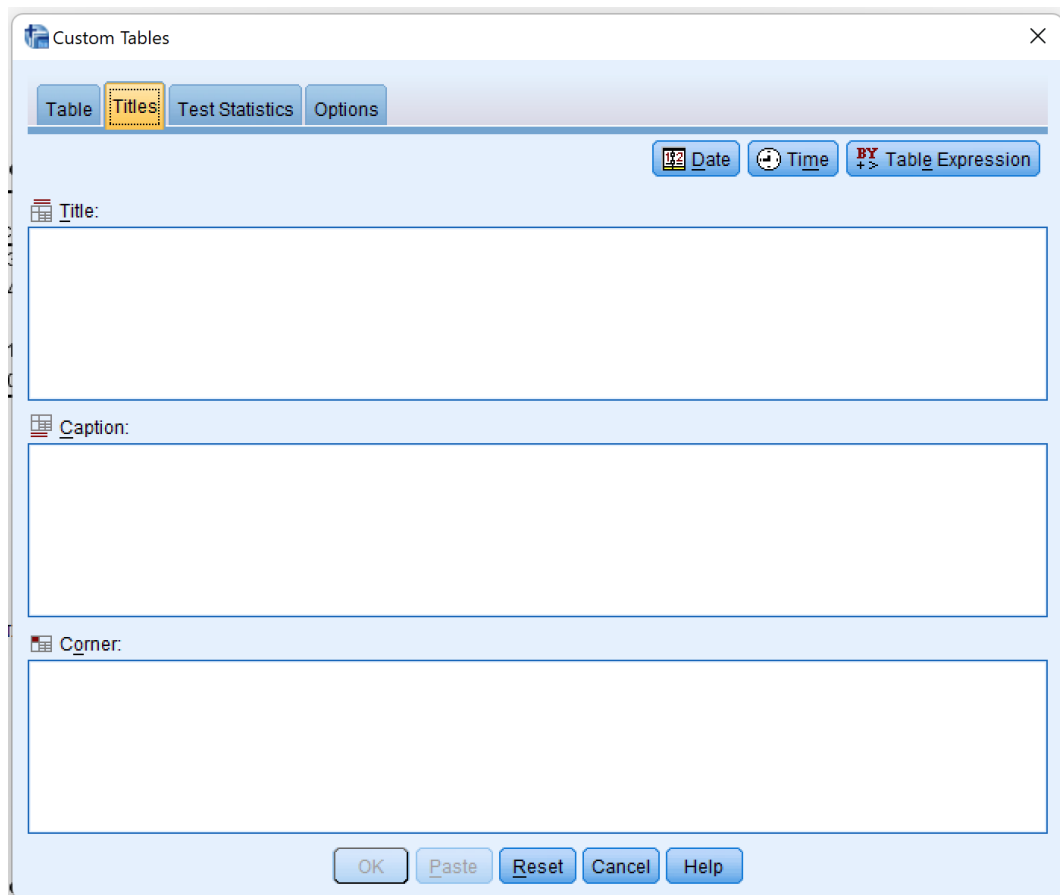 Custom Tables
Table Titles Test Statistics Options
Date Time BY Table Expression
Title:
Caption:
Corner:
OK Paste Reset Cancel Help